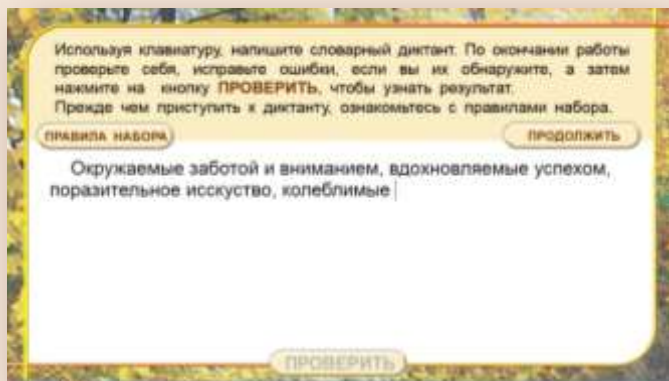 Используя клавиатуру, напишите словарный диктант. По окончании работы
проверьте себя, исправьте ошибки, если вы их обнаружите, а затем
нажмите на кнопку ПРОВЕРИТЬ, чтобы узнать результат.
Прежде чем приступить к диктанту, ознакомьтесь с правилами набора.
ПРАВИЛА НАБОРА
ПРОДОЛЖИТЬ
Окружаемые заботой и вниманием, вдохновляемые успехом,
поразительное исскуство, колеблимые
ПРОВЕРИТЬ